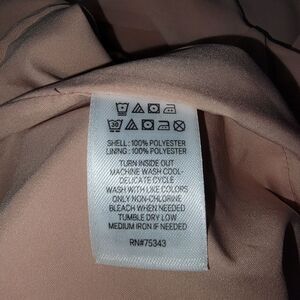 30
SHELL : 100% POLYESTER
LINING : 100% POLYESTER
TURN INSIDE OUT
MACHINE WASH COOL-
DELICATE CYCLE
WASH WITH LIKE COLORS
ONLY NON-CHLORINE
BLEACH WHEN NEEDED
TUMBLE DRY LOW
MEDIUM IRON IF NEEDED
RN#75343